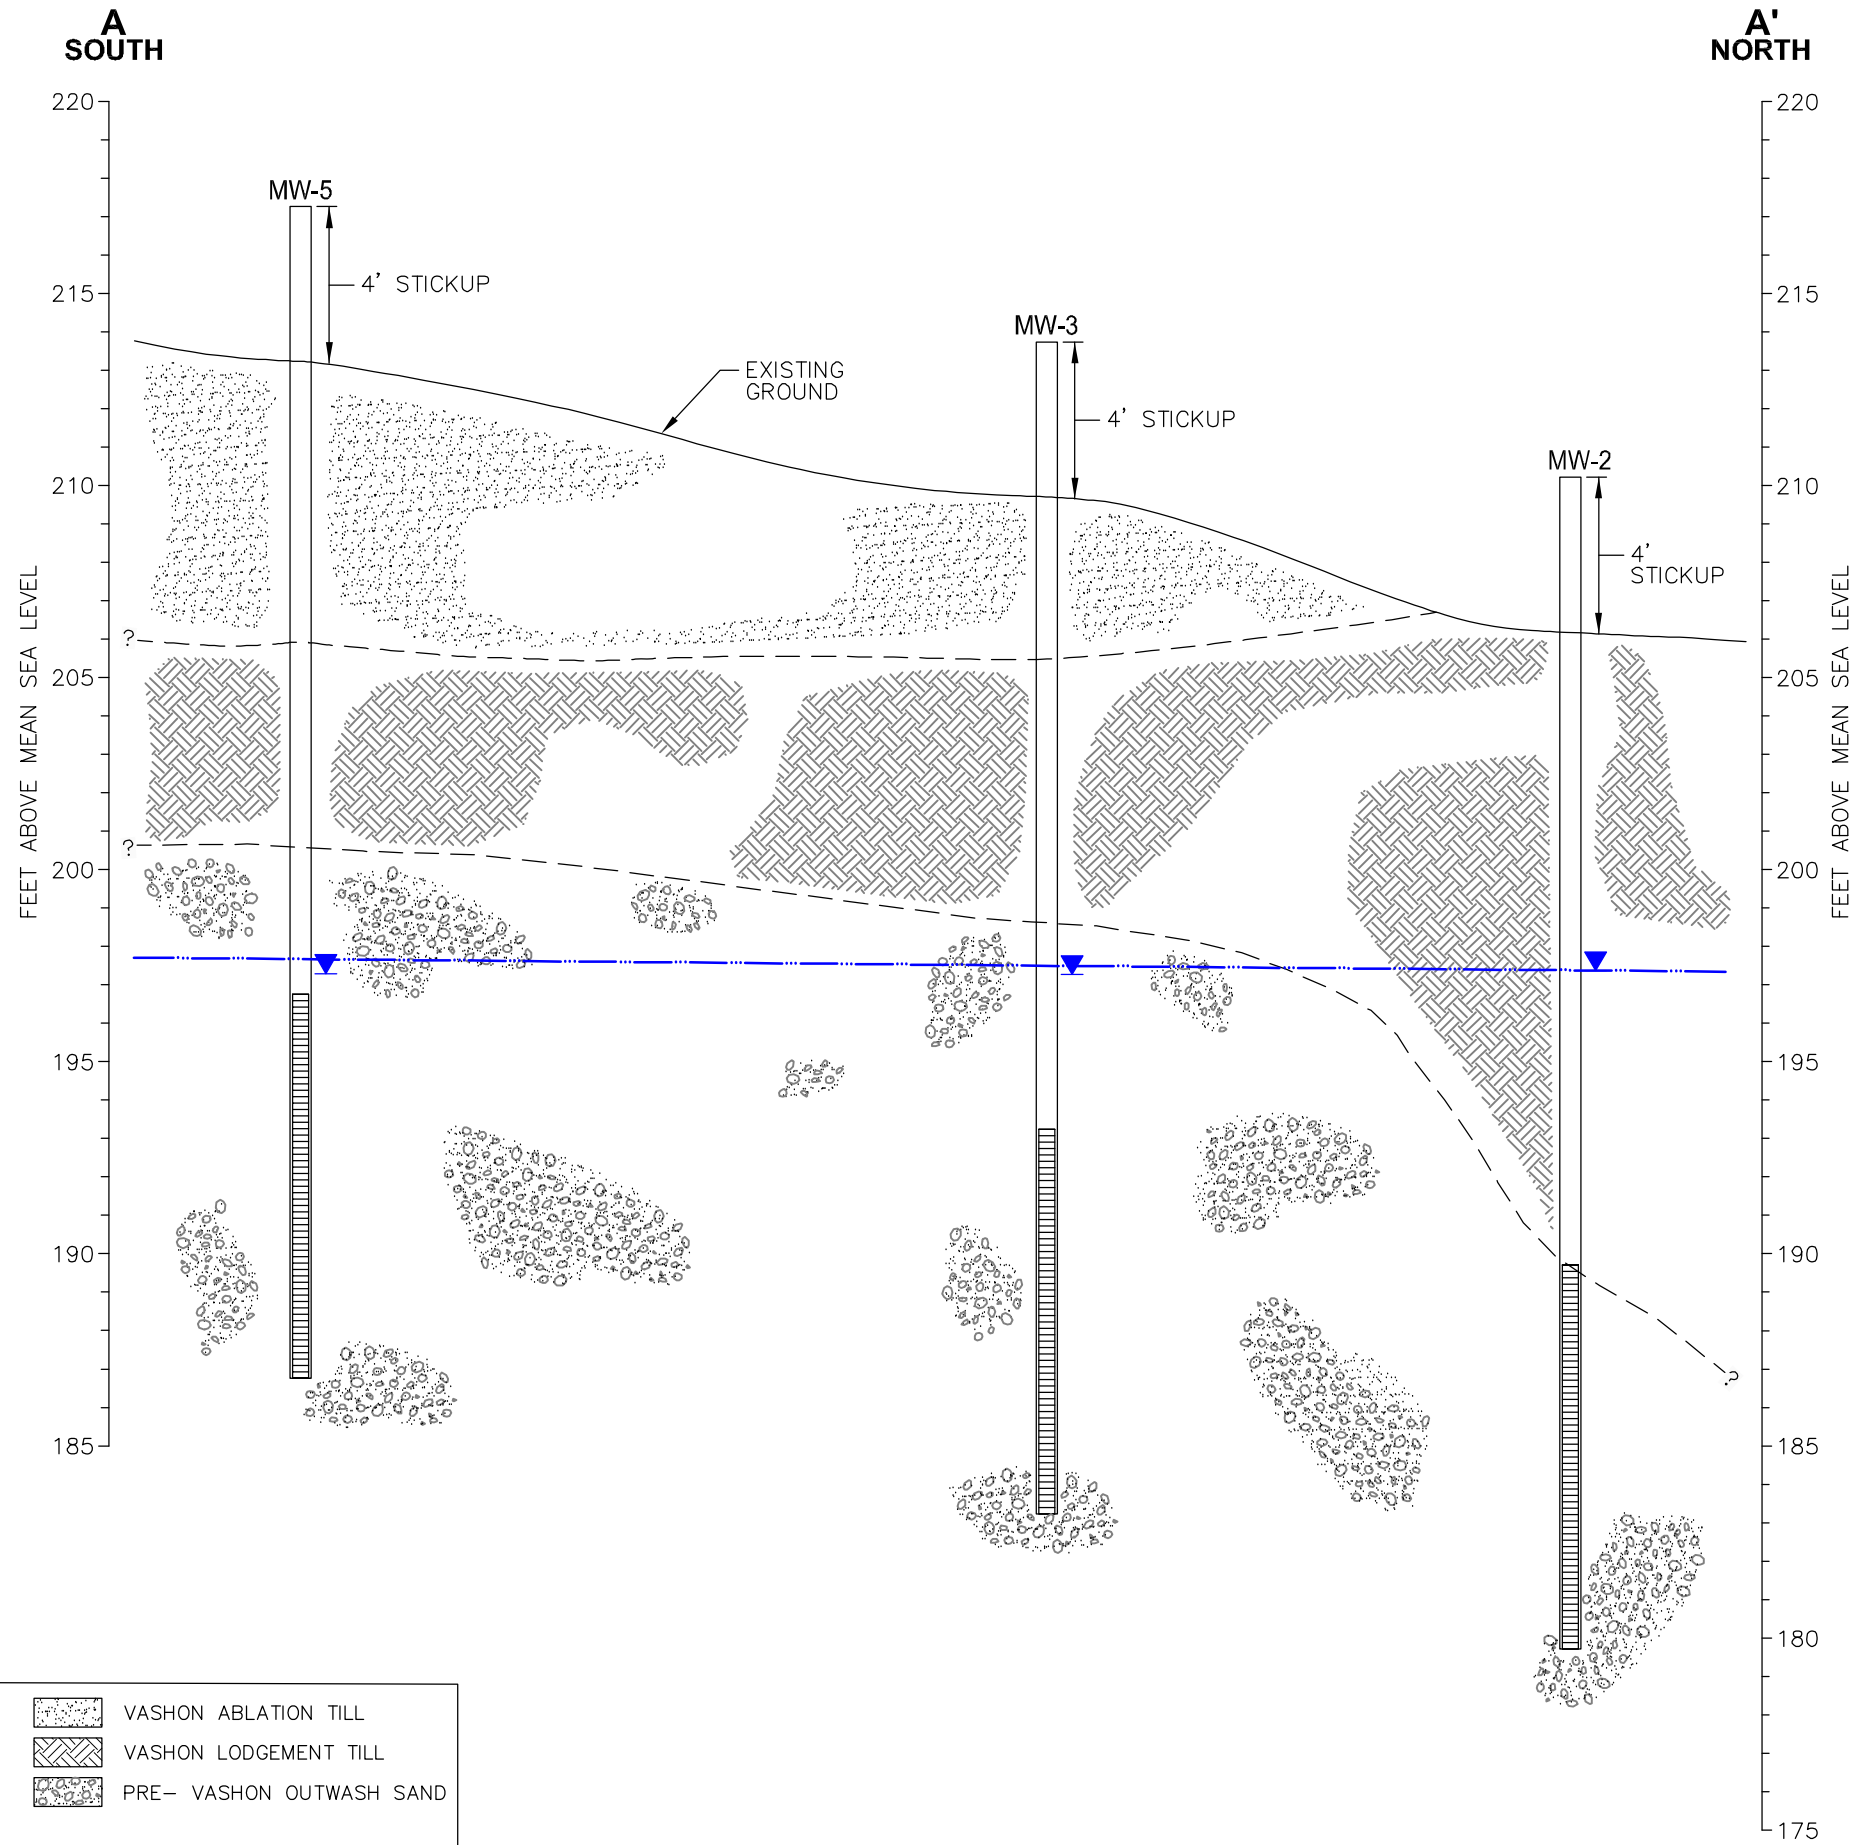 A
SOUTH
A'
NORTH
220
215
210
205
200
195
190
185
FEET ABOVE MEAN SEA LEVEL
MW-5
4' STICKUP
EXISTING
GROUND
MW-3
4' STICKUP
MW-2
4'
STICKUP
?
?
?
220
215
210
205
200
195
190
185
180
175
FEET ABOVE MEAN SEA LEVEL
VASHON ABLATION TILL
VASHON LODGEMENT TILL
PRE- VASHON OUTWASH SAND